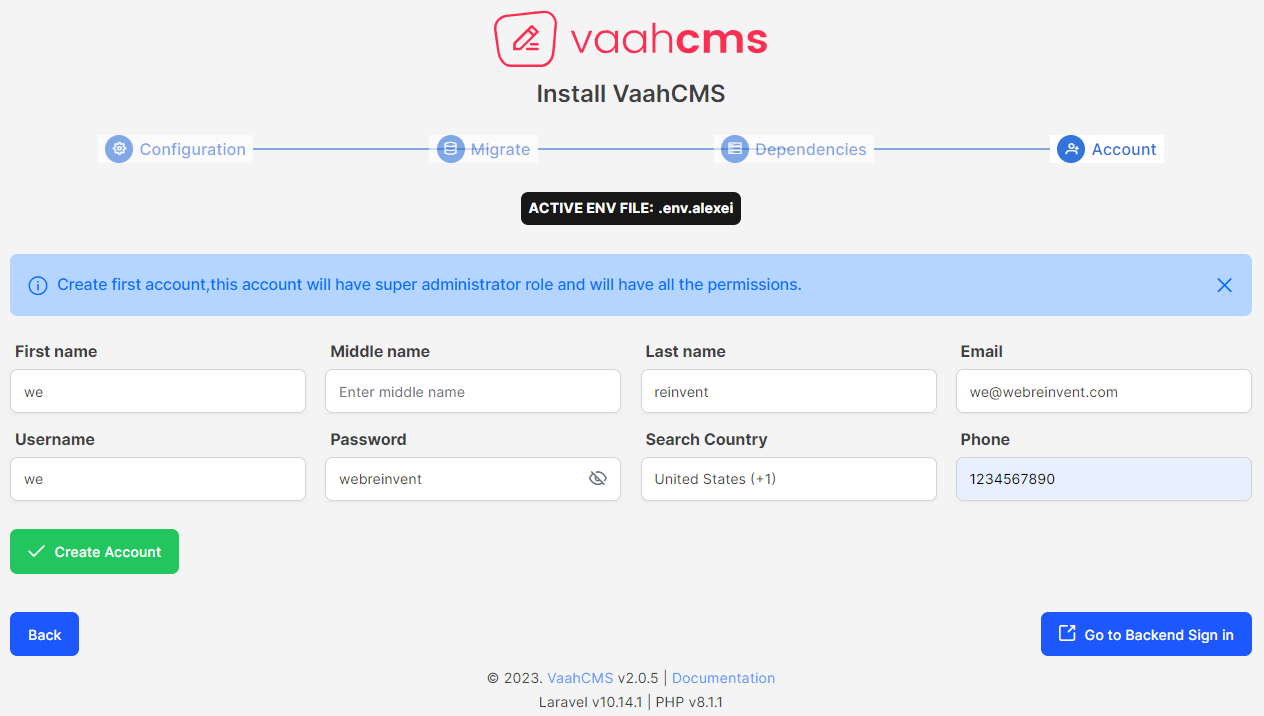 vaahcms
Install VaahCMS
Configuration Migrate Dependencies Account
ACTIVE ENV FILE: .env.alexei
Create first account,this account will have super administrator role and will have all the permissions.
First name Middle name Last name Email
we Enter middle name reinvent we@webreinvent.com
Username Password Search Country Phone
we webreinvent United States (+1) 1234567890
Create Account
Back Go to Backend Sign in
© 2023. VaahCMS v2.0.5 | Documentation
Laravel v10.14.1 | PHP v8.1.1